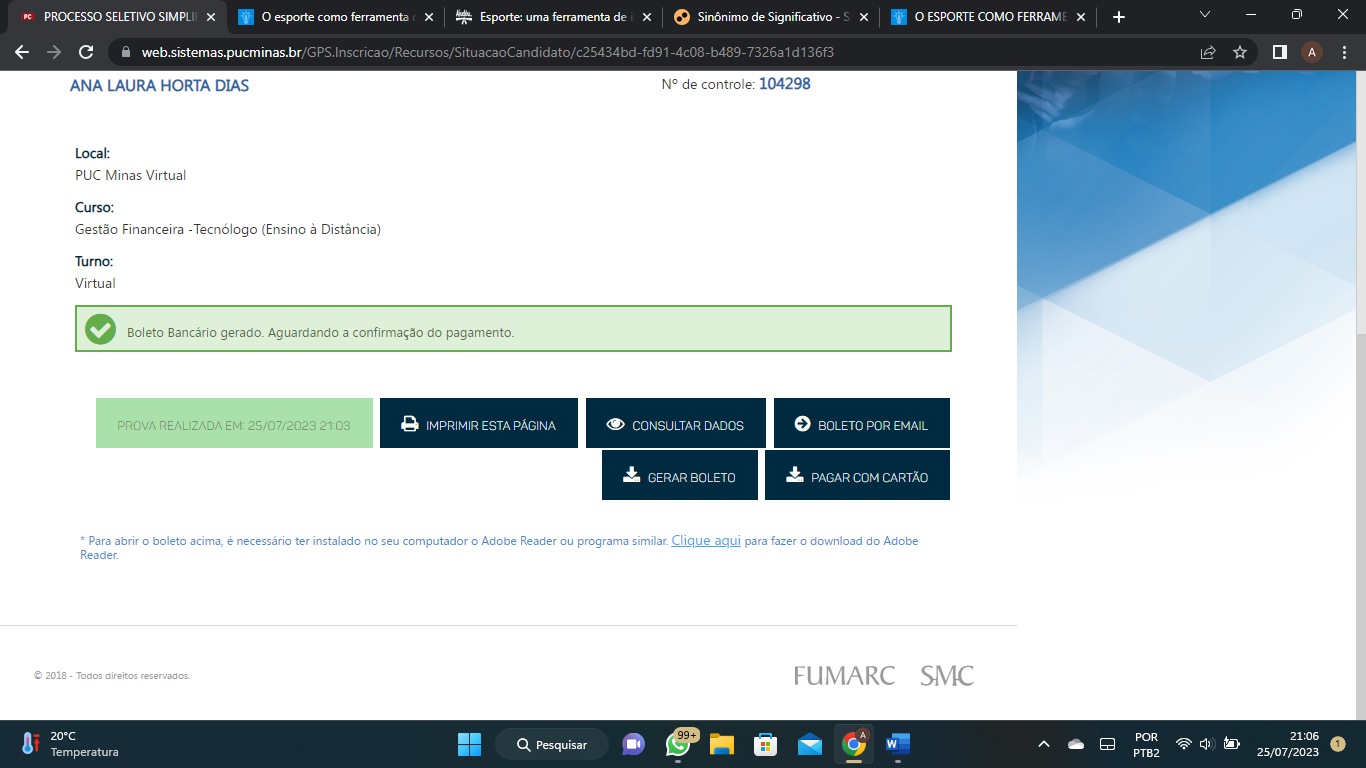 PC PROCESSO SELETIVO SIMPLI
O esporte como ferramenta
Esporte: uma ferramenta de i
Sinônimo de Significativo - S
O ESPORTE COMO FERRAME
web.sistemas.pucminas.br/GPS.Inscricao/Recursos/SituacaoCandidato/c25434bd-fd91-4c08-b489-7326a1d136f3
A
ANA LAURA HORTA DIAS
Nº de controle: 104298
Local:
PUC Minas Virtual
Curso:
Gestão Financeira -Tecnólogo (Ensino à Distância)
Turno:
Virtual
Boleto Bancário gerado. Aguardando a confirmação do pagamento.
PROVA REALIZADA EM: 25/07/2023 21:03
IMPRIMIR ESTA PÁGINA
CONSULTAR DADOS
BOLETO POR EMAIL
GERAR BOLETO
PAGAR COM CARTÃO
* Para abrir o boleto acima, é necessário ter instalado no seu computador o Adobe Reader ou programa similar. Clique aqui para fazer o download do Adobe
Reader.
© 2018 - Todos direitos reservados.
FUMARC
SMC
20°C
Temperatura
Pesquisar
99+
A
POR
PTB2
21:06
25/07/2023
1